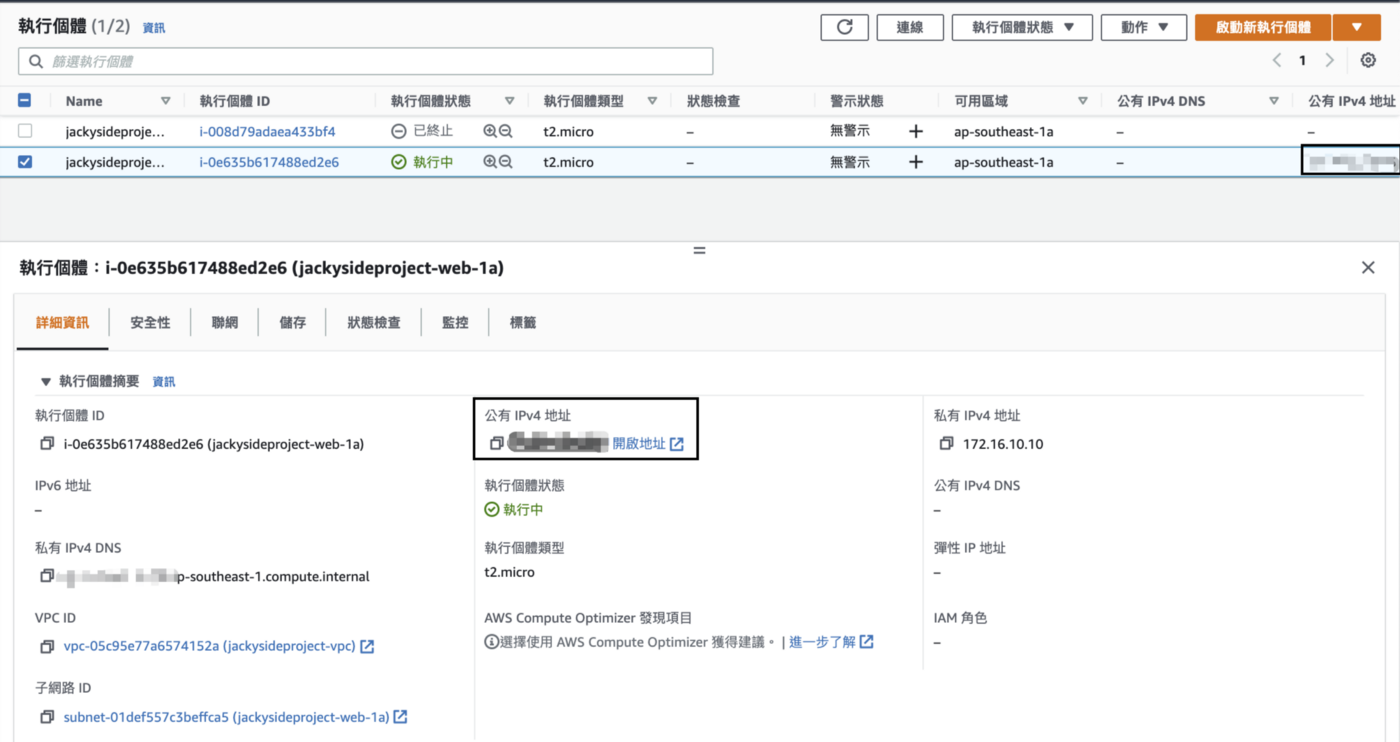 執行個體 (1/2) 資訊
連線 執行個體狀態 動作 啟動新執行個體
篩選執行個體
1
Name 執行個體 ID 執行個體狀態 執行個體類型 狀態檢查 警示狀態 可用區域 公有 IPv4 DNS 公有 IPv4 地址
jackysideproje... i-008d79adaea433bf4 已終止 t2.micro – 無警示 + ap-southeast-1a – –
jackysideproje... i-0e635b617488ed2e6 執行中 t2.micro – 無警示 + ap-southeast-1a –
執行個體：i-0e635b617488ed2e6 (jackysideproject-web-1a)
詳細資訊 安全性 聯網 儲存 狀態檢查 監控 標籤
執行個體摘要 資訊
執行個體 ID
i-0e635b617488ed2e6 (jackysideproject-web-1a)
公有 IPv4 地址
開啟地址
私有 IPv4 地址
172.16.10.10
IPv6 地址
–
執行個體狀態
執行中
公有 IPv4 DNS
–
私有 IPv4 DNS
p-southeast-1.compute.internal
執行個體類型
t2.micro
彈性 IP 地址
–
VPC ID
vpc-05c95e77a6574152a (jackysideproject-vpc)
AWS Compute Optimizer 發現項目
選擇使用 AWS Compute Optimizer 獲得建議。 | 進一步了解
IAM 角色
–
子網路 ID
subnet-01def557c3beffca5 (jackysideproject-web-1a)